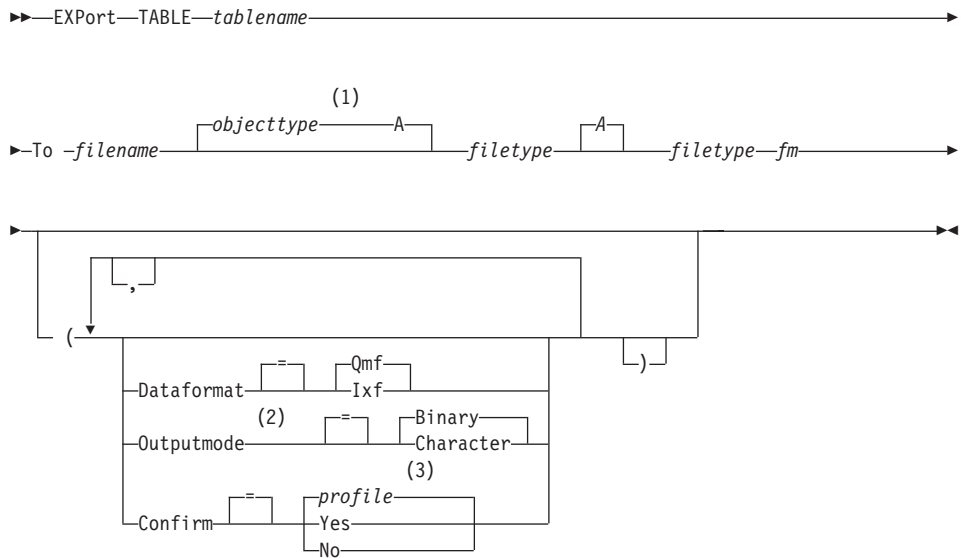 EXPort TABLE tablename
(1)
objecttype A A
To filename filetype filetype fm
,
( )
= Qmf
Dataformat Ixf
(2)
= Binary
Outputmode Character
(3)
= profile
Confirm Yes
No